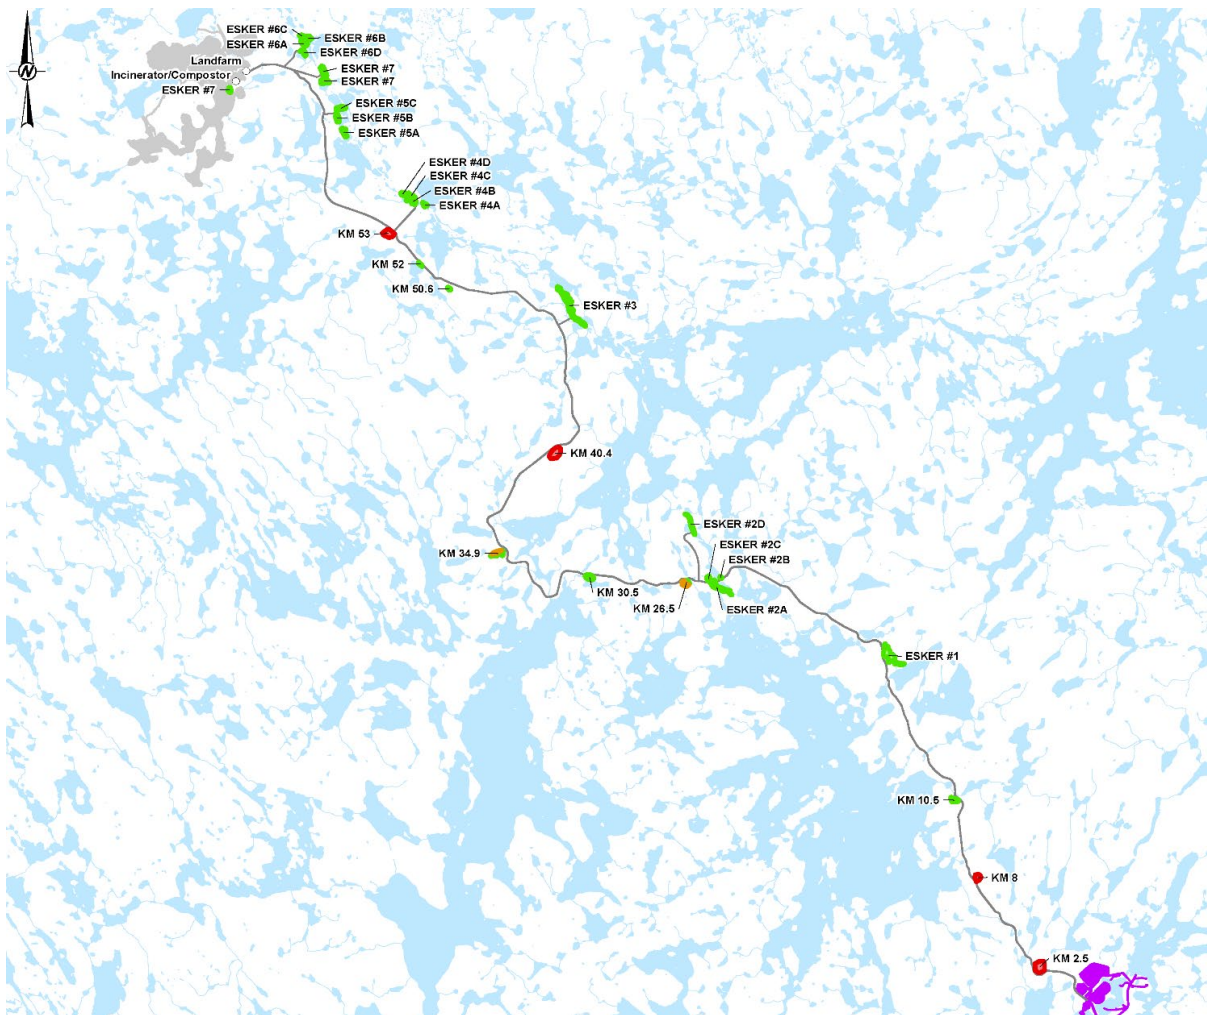 ESKER #6C
ESKER #6B
ESKER #6A
ESKER #6D
Landfarm
ESKER #7
Incinerator/Compostor
ESKER #7
ESKER #7
ESKER #5C
ESKER #5B
ESKER #5A
N
ESKER #4D
ESKER #4C
ESKER #4B
ESKER #4A
KM 53
KM 52
KM 50.6
ESKER #3
KM 40.4
ESKER #2D
ESKER #2C
KM 34.9
ESKER #2B
KM 30.5
KM 26.5
ESKER #2A
ESKER #1
KM 10.5
KM 8
KM 2.5